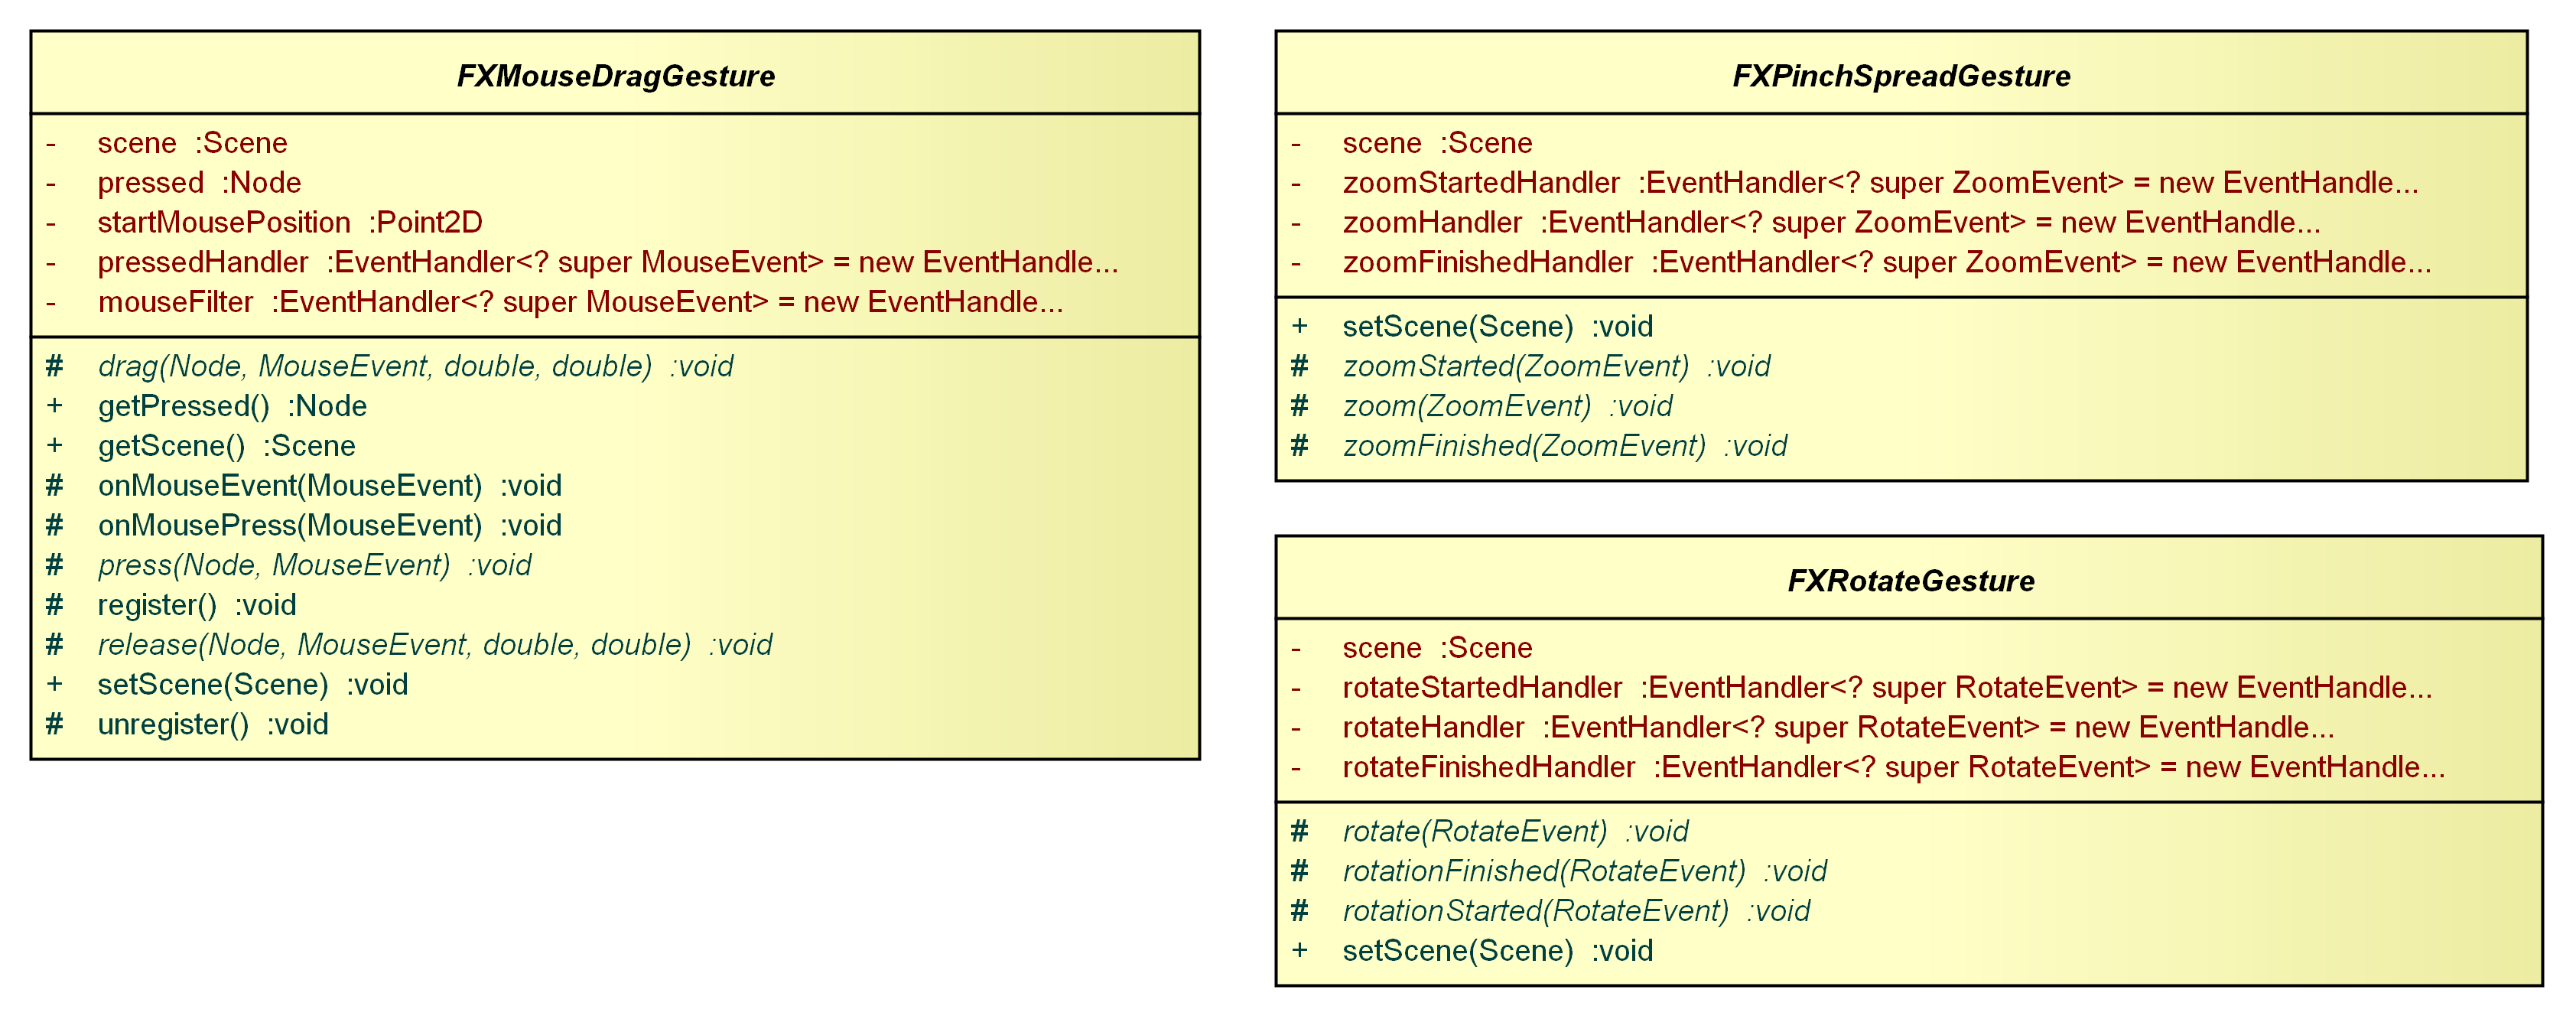 FXMouseDragGesture
- scene :Scene
- pressed :Node
- startMousePosition :Point2D
- pressedHandler :EventHandler<? super MouseEvent> = new EventHandle...
- mouseFilter :EventHandler<? super MouseEvent> = new EventHandle...
# drag(Node, MouseEvent, double, double) :void
+ getPressed() :Node
+ getScene() :Scene
# onMouseEvent(MouseEvent) :void
# onMousePress(MouseEvent) :void
# press(Node, MouseEvent) :void
# register() :void
# release(Node, MouseEvent, double, double) :void
+ setScene(Scene) :void
# unregister() :void
FXPinchSpreadGesture
- scene :Scene
- zoomStartedHandler :EventHandler<? super ZoomEvent> = new EventHandle...
- zoomHandler :EventHandler<? super ZoomEvent> = new EventHandle...
- zoomFinishedHandler :EventHandler<? super ZoomEvent> = new EventHandle...
+ setScene(Scene) :void
# zoomStarted(ZoomEvent) :void
# zoom(ZoomEvent) :void
# zoomFinished(ZoomEvent) :void
FXRotateGesture
- scene :Scene
- rotateStartedHandler :EventHandler<? super RotateEvent> = new EventHandle...
- rotateHandler :EventHandler<? super RotateEvent> = new EventHandle...
- rotateFinishedHandler :EventHandler<? super RotateEvent> = new EventHandle...
# rotate(RotateEvent) :void
# rotationFinished(RotateEvent) :void
# rotationStarted(RotateEvent) :void
+ setScene(Scene) :void